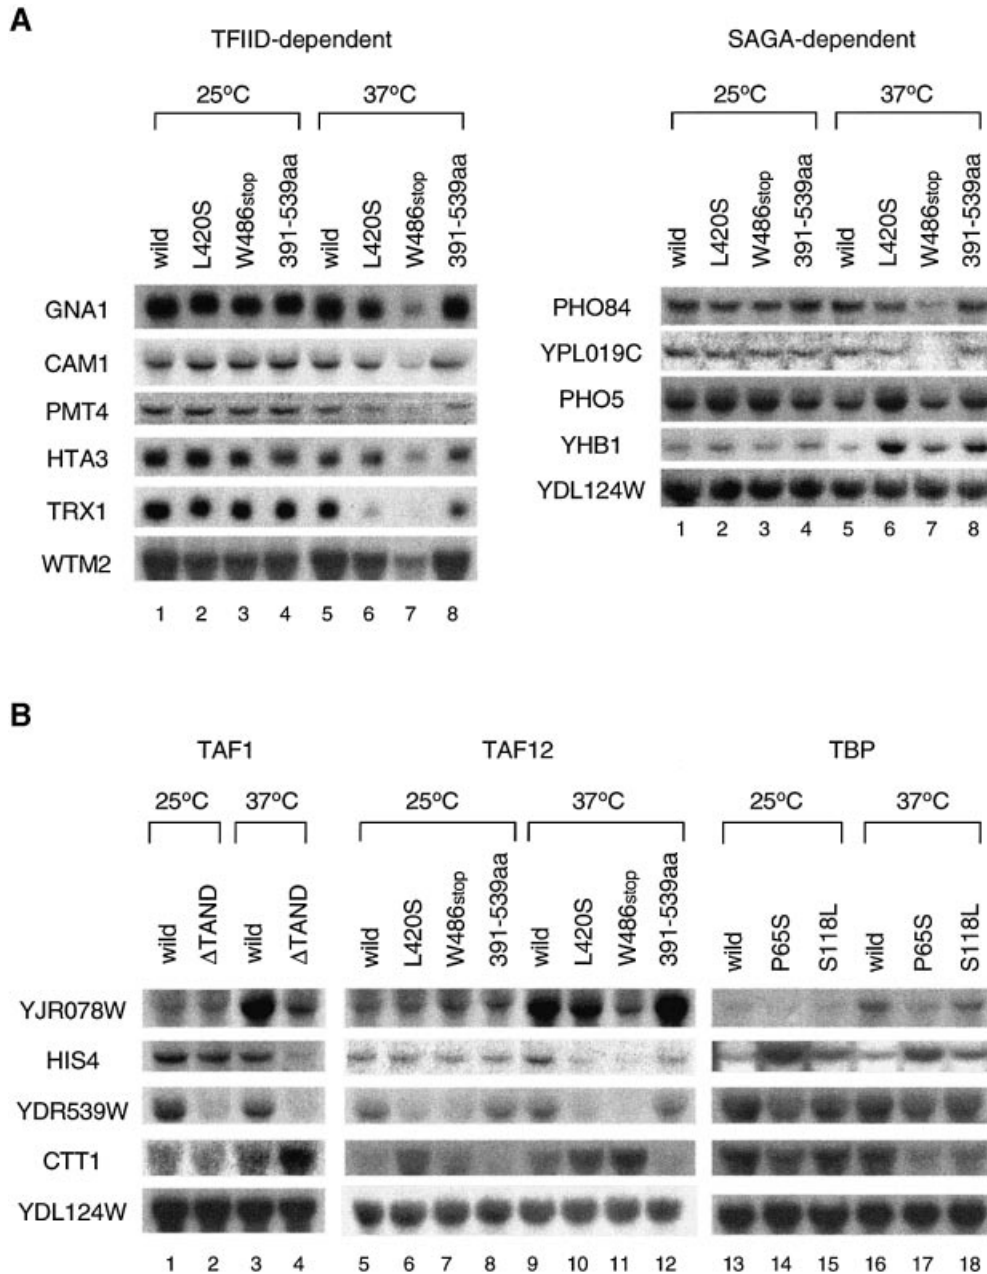 A
TFIID-dependent
SAGA-dependent
25ºC 37ºC
25ºC 37ºC
wild L420S W486stop 391-539aa wild L420S W486stop 391-539aa
wild L420S W486stop 391-539aa wild L420S W486stop 391-539aa
GNA1
CAM1
PMT4
HTA3
TRX1
WTM2
1 2 3 4 5 6 7 8
PHO84
YPL019C
PHO5
YHB1
YDL124W
1 2 3 4 5 6 7 8
B
TAF1 TAF12 TBP
25ºC 37ºC 25ºC 37ºC 25ºC 37ºC
wild ΔTAND wild ΔTAND wild L420S W486stop 391-539aa wild L420S W486stop 391-539aa wild P65S S118L wild P65S S118L
YJR078W
HIS4
YDR539W
CTT1
YDL124W
1 2 3 4 5 6 7 8 9 10 11 12 13 14 15 16 17 18